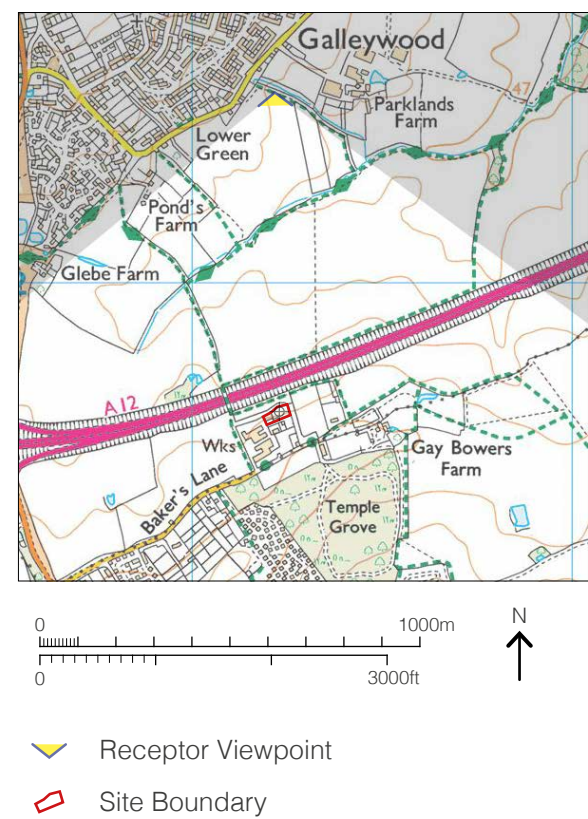 Galleywood
47
Parklands
Farm
Lower
Green
Pond's
Farm
Glebe Farm
A12
Wks
Gay Bowers
Farm
Baker's Lane
Temple
Grove
0
1000m
N
0
3000ft
Receptor Viewpoint
Site Boundary